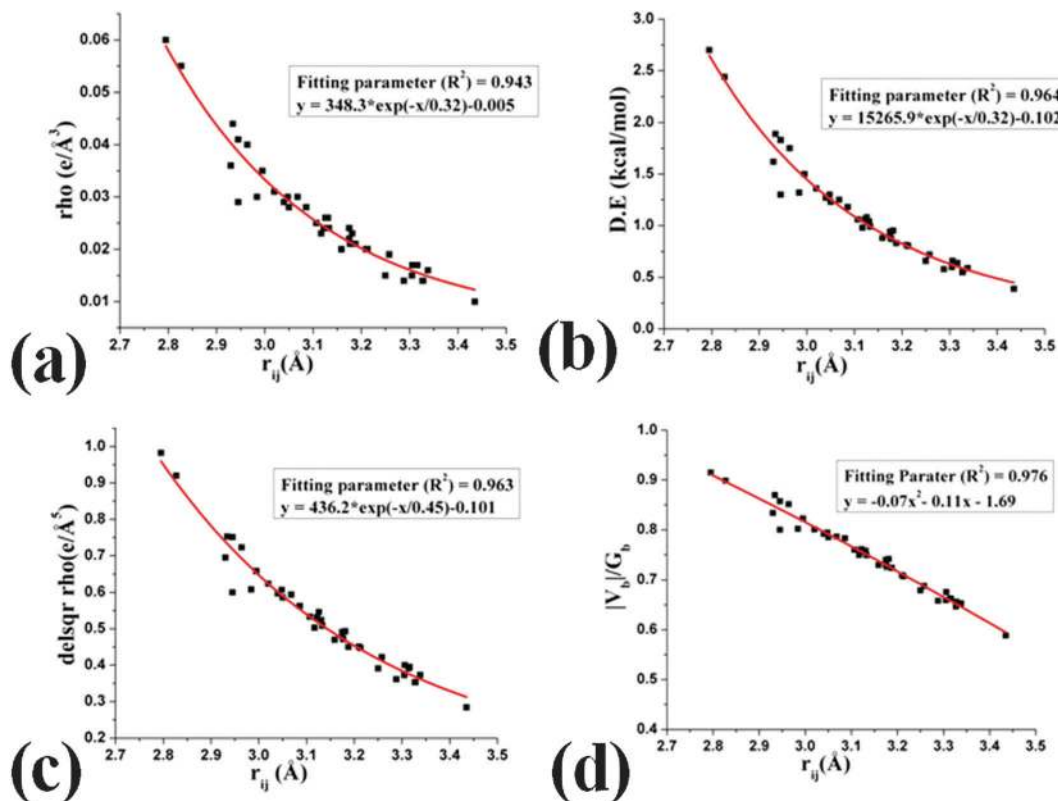 0.06
0.05
0.04
0.03
0.02
0.01
rho (e/Å³)
Fitting parameter (R²) = 0.943
y = 348.3*exp(-x/0.32)-0.005
2.7 2.8 2.9 3.0 3.1 3.2 3.3 3.4 3.5
r_ij(Å)
(a)
3.0
2.5
2.0
1.5
1.0
0.5
0.0
D.E (kcal/mol)
Fitting parameter (R²) = 0.964
y = 15265.9*exp(-x/0.32)-0.102
2.7 2.8 2.9 3.0 3.1 3.2 3.3 3.4 3.5
r_ij(Å)
(b)
1.0
0.9
0.8
0.7
0.6
0.5
0.4
0.3
0.2
delsqr rho(e/Å⁵)
Fitting parameter (R²) = 0.963
y = 436.2*exp(-x/0.45)-0.101
2.7 2.8 2.9 3.0 3.1 3.2 3.3 3.4 3.5
r_ij(Å)
(c)
1.0
0.9
0.8
0.7
0.6
0.5
0.4
|V_b|/G_b
Fitting Parater (R²) = 0.976
y = -0.07x²- 0.11x - 1.69
2.7 2.8 2.9 3.0 3.1 3.2 3.3 3.4 3.5
r_ij(Å)
(d)